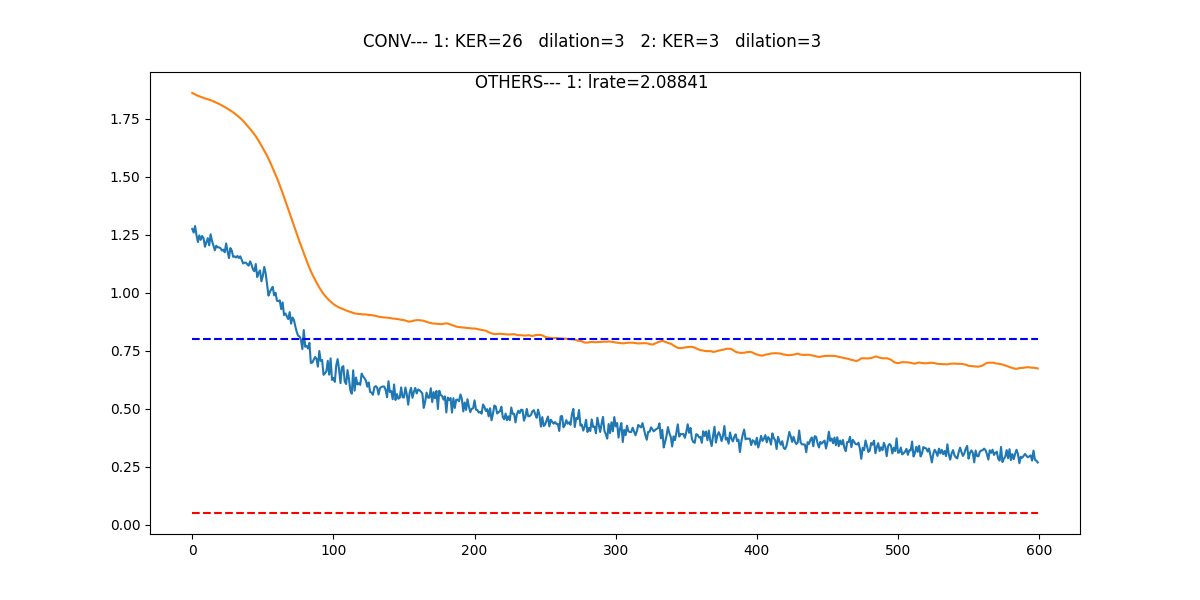 CONV--- 1: KER=26   dilation=3   2: KER=3   dilation=3
OTHERS--- 1: lrate=2.08841
1.75
1.50
1.25
1.00
0.75
0.50
0.25
0.00
0 100 200 300 400 500 600